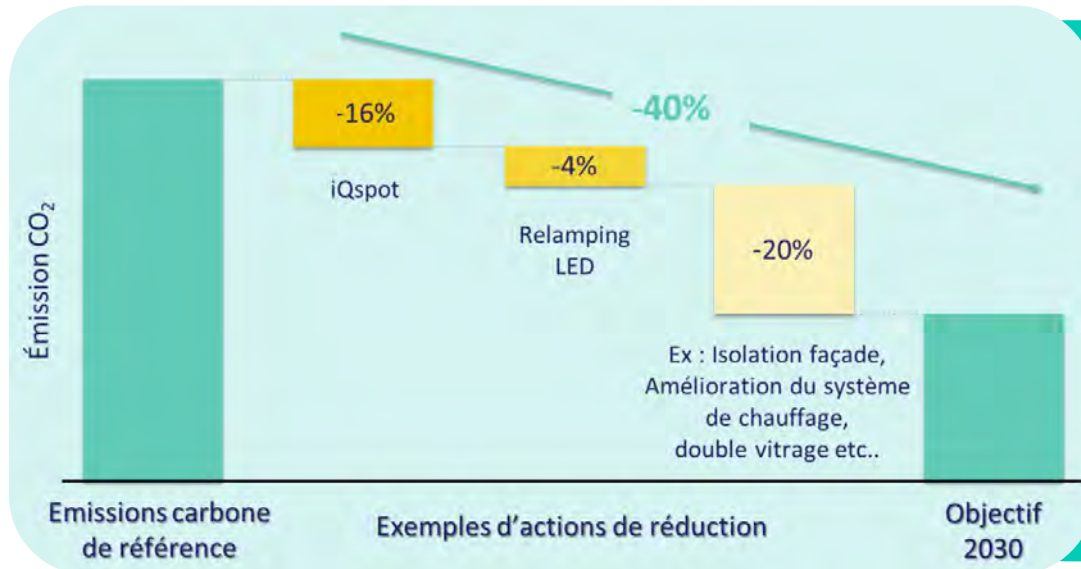 -16%
-40%
-4%
iQspot
Relamping
LED
-20%
Émission CO₂
Ex : Isolation façade,
Amélioration du système
de chauffage,
double vitrage etc..
Emissions carbone
de référence
Exemples d'actions de réduction
Objectif
2030